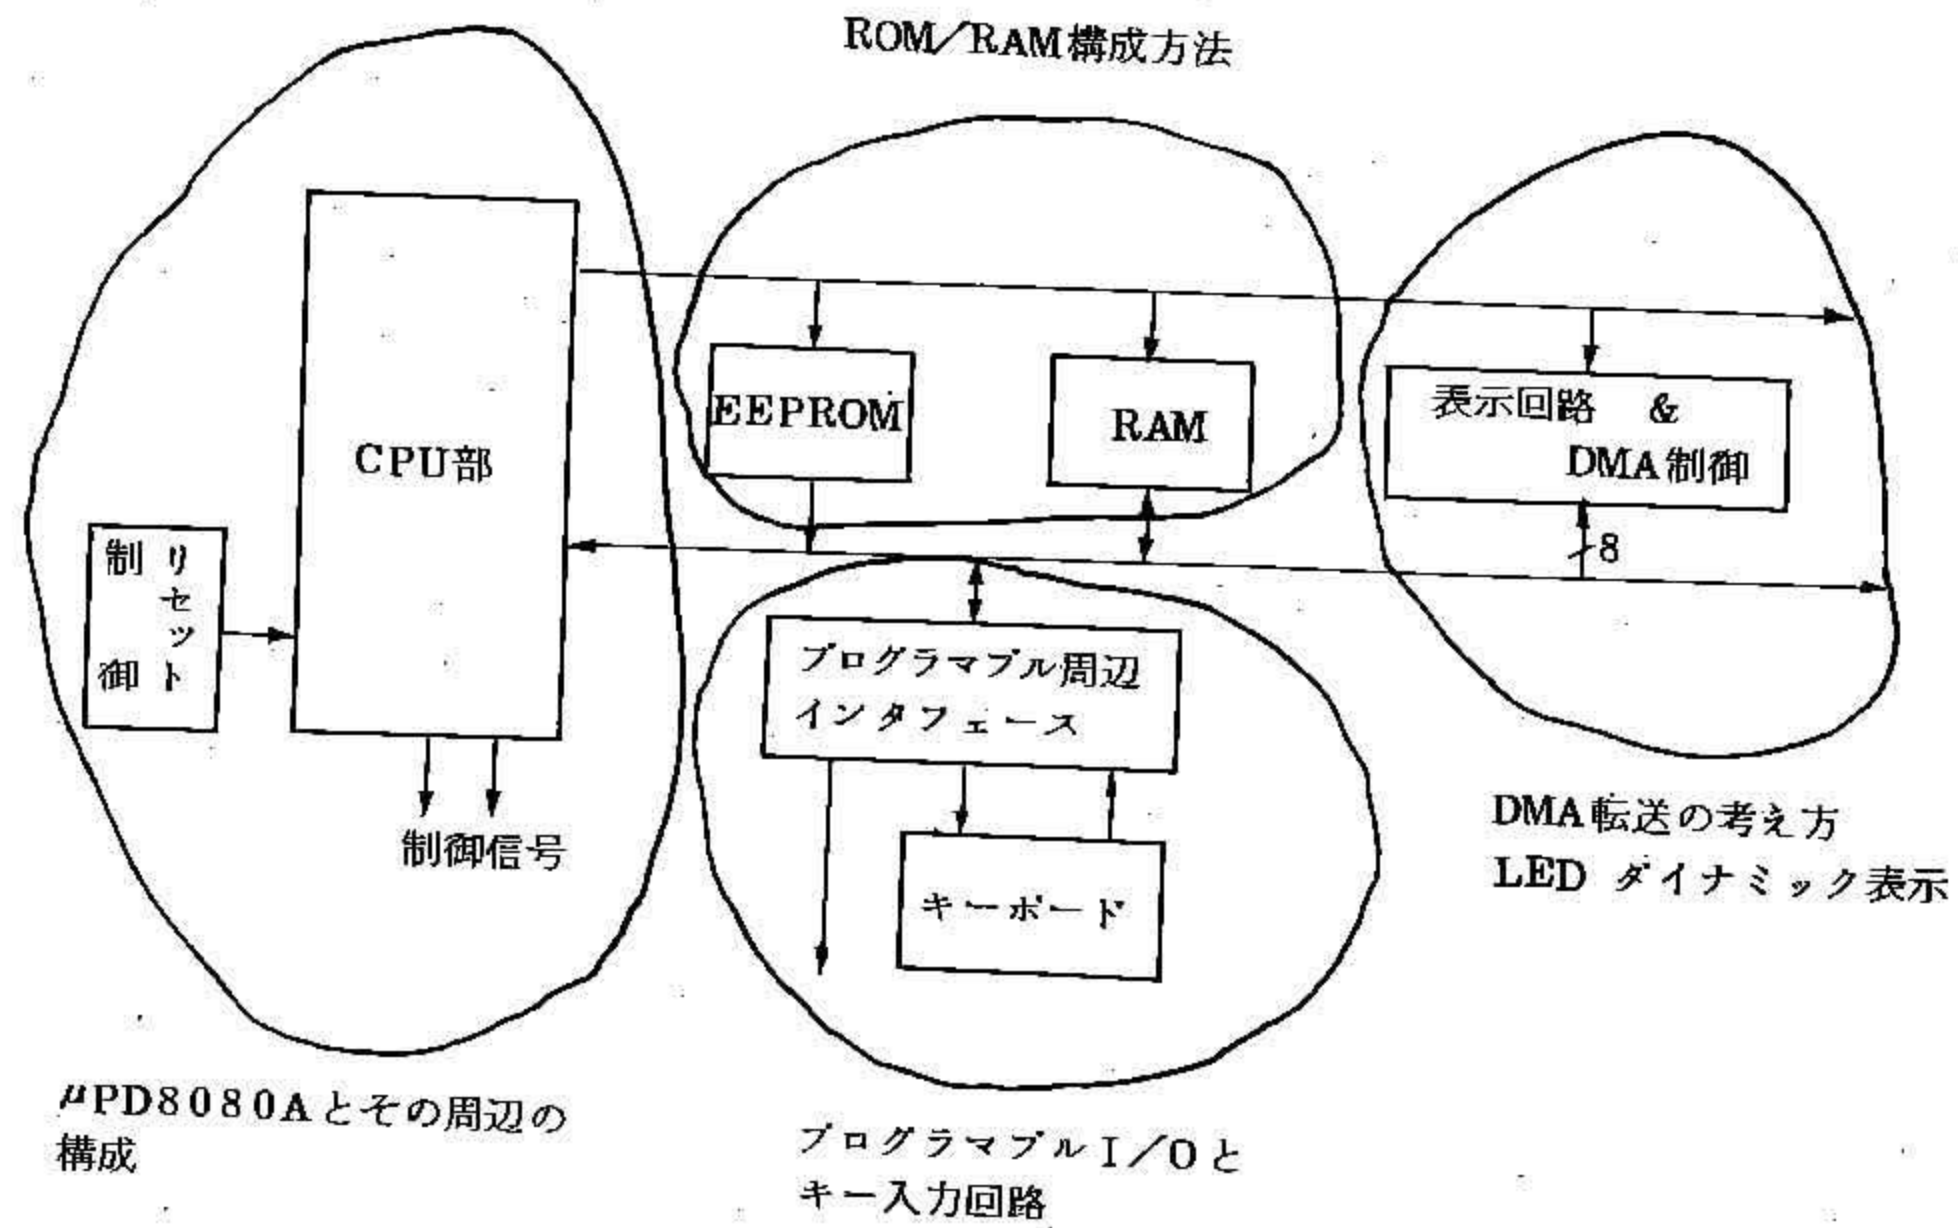 ROM/RAM構成方法
CPU部
リセット
制御
制御信号
EEPROM
RAM
表示回路 &
DMA制御
8
プログラマブル周辺
インタフェース
キーボード
μPD8080Aとその周辺の
構成
プログラマブルI/Oと
キー入力回路
DMA転送の考え方
LED ダイナミック表示